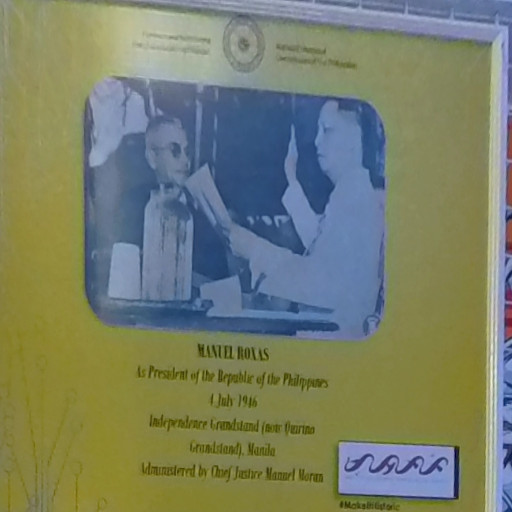 MANUEL ROXAS
As President of the Republic of the Philippines
4 July 1946
Independence Grandstand (now Quirino
Grandstand), Manila
Administered by Chief Justice Manuel Moran